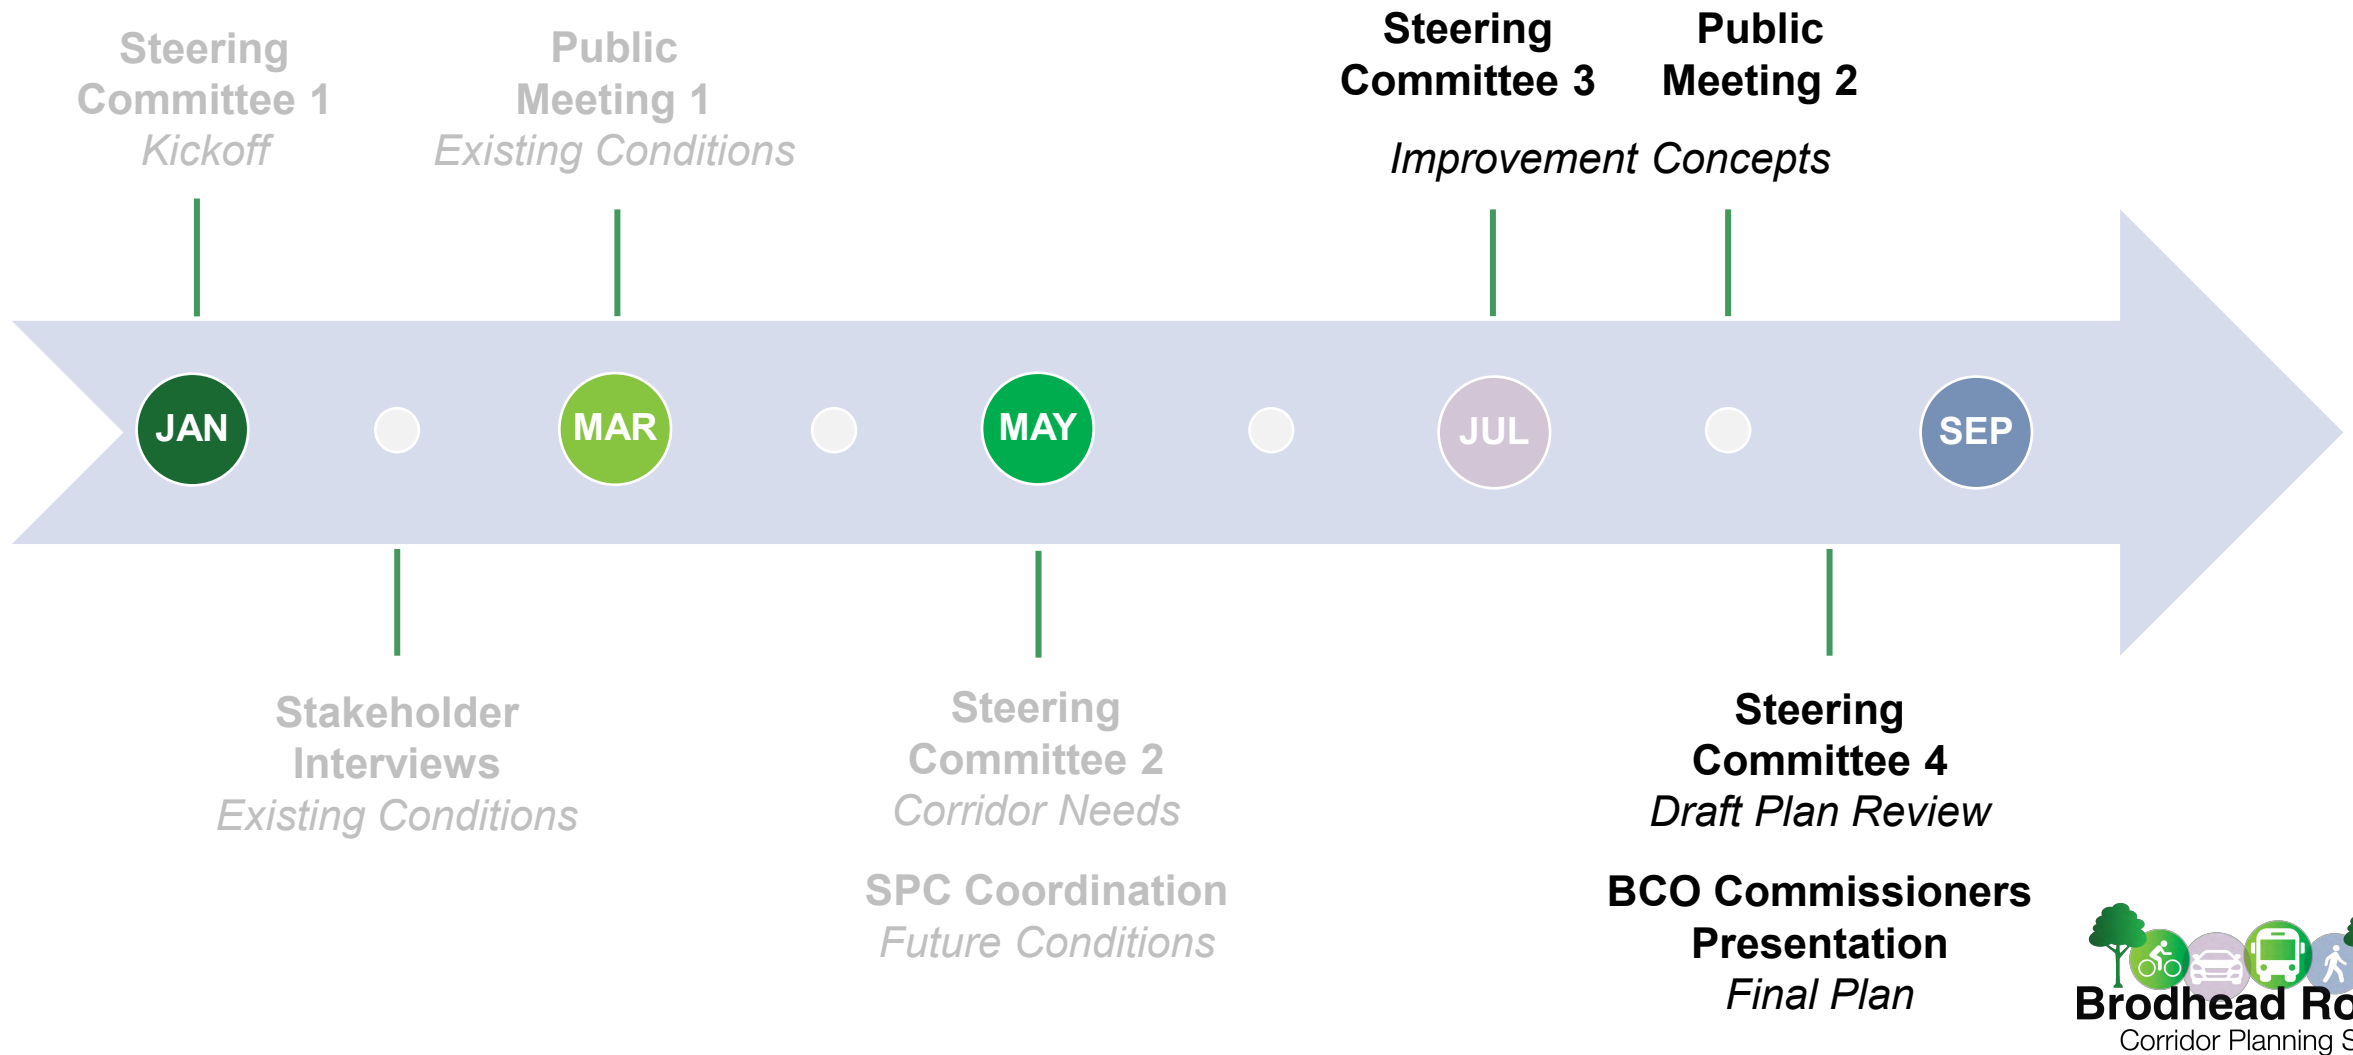 Steering
Committee 1
Kickoff
Public
Meeting 1
Existing Conditions
Steering
Committee 3
Public
Meeting 2
Improvement Concepts
JAN
MAR
MAY
JUL
SEP
Stakeholder
Interviews
Existing Conditions
Steering
Committee 2
Corridor Needs
SPC Coordination
Future Conditions
Steering
Committee 4
Draft Plan Review
BCO Commissioners
Presentation
Final Plan
Brodhead Ro
Corridor Planning S